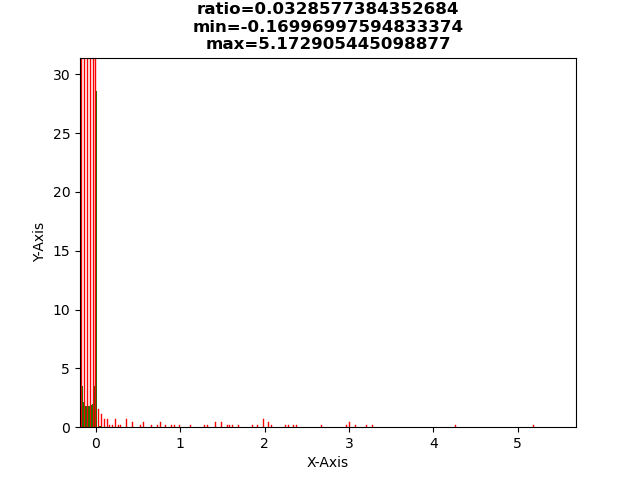 ratio=0.0328577384352684
min=-0.16996997594833374
max=5.172905445098877
30
25
20
15
10
5
0
Y-Axis
0 1 2 3 4 5
X-Axis